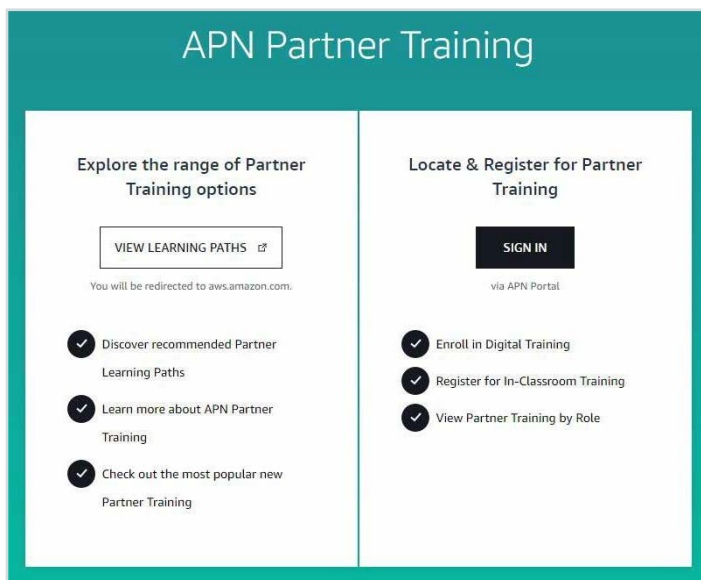 APN Partner Training
Explore the range of Partner
Training options
VIEW LEARNING PATHS
You will be redirected to aws.amazon.com.
Discover recommended Partner
Learning Paths
Learn more about APN Partner
Training
Check out the most popular new
Partner Training
Locate & Register for Partner
Training
SIGN IN
via APN Portal
Enroll in Digital Training
Register for In-Classroom Training
View Partner Training by Role